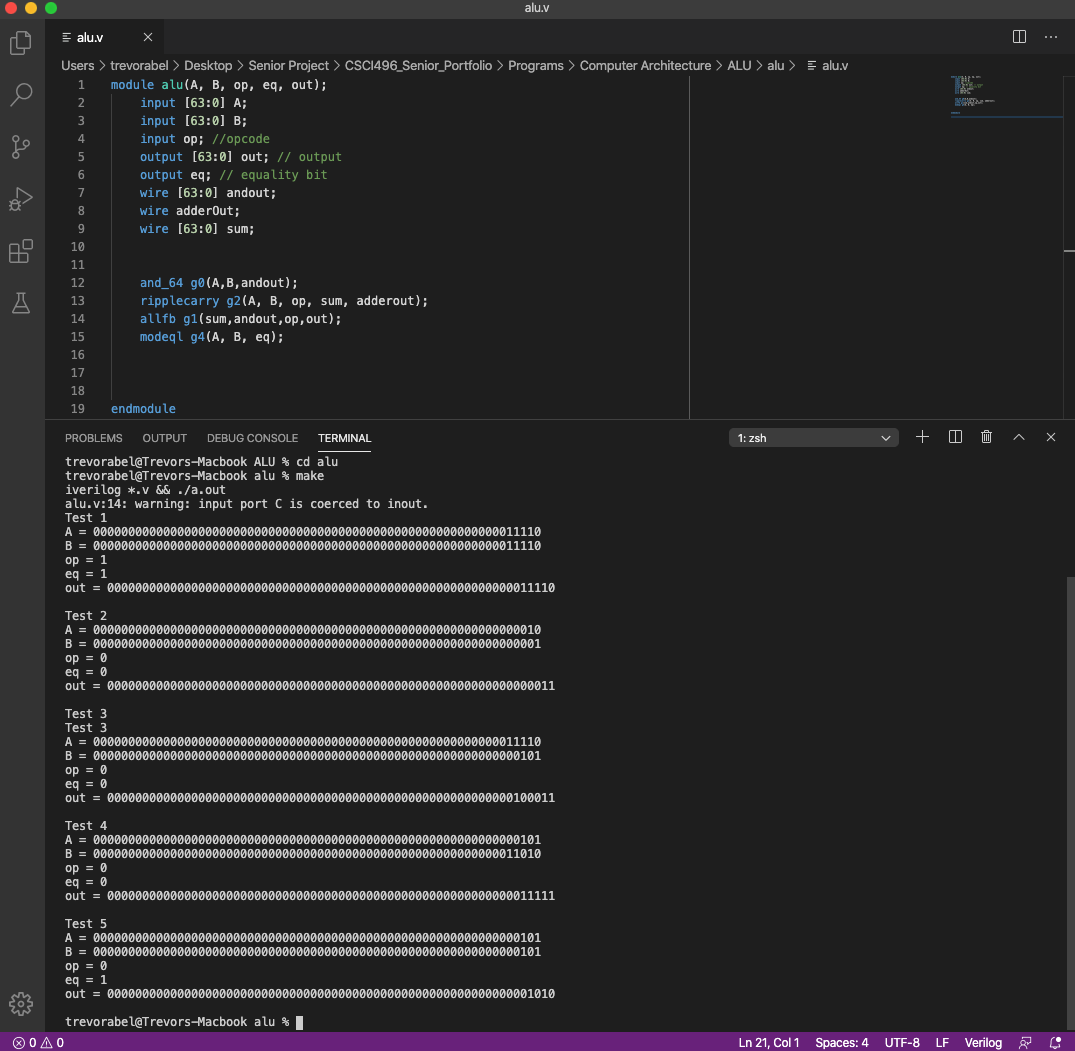 alu.v
alu.v
Users > trevorabel > Desktop > Senior Project > CSCI496_Senior_Portfolio > Programs > Computer Architecture > ALU > alu > alu.v
1 module alu(A, B, op, eq, out);
2 input [63:0] A;
3 input [63:0] B;
4 input op; //opcode
5 output [63:0] out; // output
6 output eq; // equality bit
7 wire [63:0] andout;
8 wire adderOut;
9 wire [63:0] sum;
10
11
12 and_64 g0(A,B,andout);
13 ripplecarry g2(A, B, op, sum, adderout);
14 allfb g1(sum,andout,op,out);
15 modeql g4(A, B, eq);
16
17
18
19 endmodule
PROBLEMS OUTPUT DEBUG CONSOLE TERMINAL 1: zsh
trevorabel@Trevors-Macbook ALU % cd alu
trevorabel@Trevors-Macbook alu % make
iverilog *.v && ./a.out
alu.v:14: warning: input port C is coerced to inout.
Test 1
A = 0000000000000000000000000000000000000000000000000000000000011110
B = 0000000000000000000000000000000000000000000000000000000000011110
op = 1
eq = 1
out = 0000000000000000000000000000000000000000000000000000000000011110
Test 2
A = 0000000000000000000000000000000000000000000000000000000000000010
B = 0000000000000000000000000000000000000000000000000000000000000001
op = 0
eq = 0
out = 0000000000000000000000000000000000000000000000000000000000000011
Test 3
Test 3
A = 0000000000000000000000000000000000000000000000000000000000011110
B = 0000000000000000000000000000000000000000000000000000000000000101
op = 0
eq = 0
out = 0000000000000000000000000000000000000000000000000000000000100011
Test 4
A = 0000000000000000000000000000000000000000000000000000000000000101
B = 0000000000000000000000000000000000000000000000000000000000011010
op = 0
eq = 0
out = 0000000000000000000000000000000000000000000000000000000000011111
Test 5
A = 0000000000000000000000000000000000000000000000000000000000000101
B = 0000000000000000000000000000000000000000000000000000000000000101
op = 0
eq = 1
out = 0000000000000000000000000000000000000000000000000000000000001010
trevorabel@Trevors-Macbook alu %
0 0 Ln 21, Col 1 Spaces: 4 UTF-8 LF Verilog